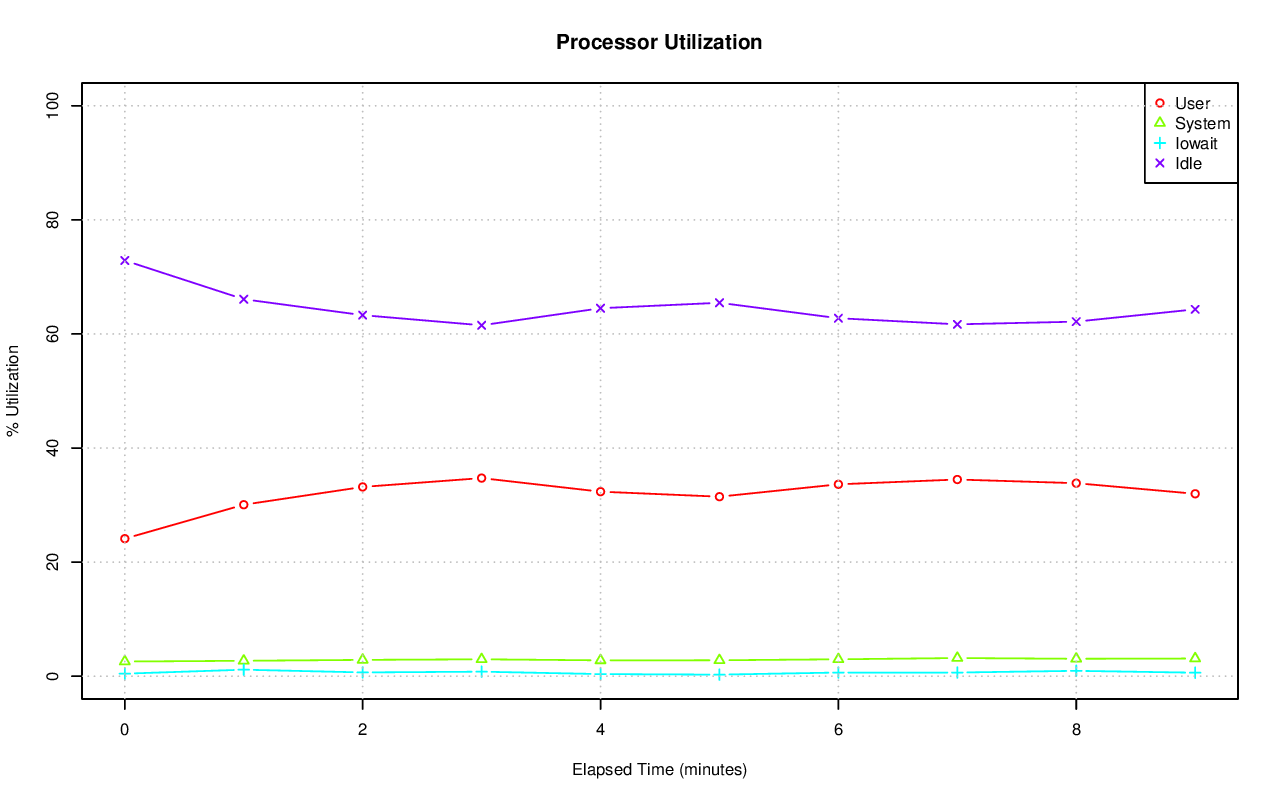 Processor Utilization
User
System
Iowait
Idle
% Utilization
100
80
60
40
20
0
0 2 4 6 8
Elapsed Time (minutes)